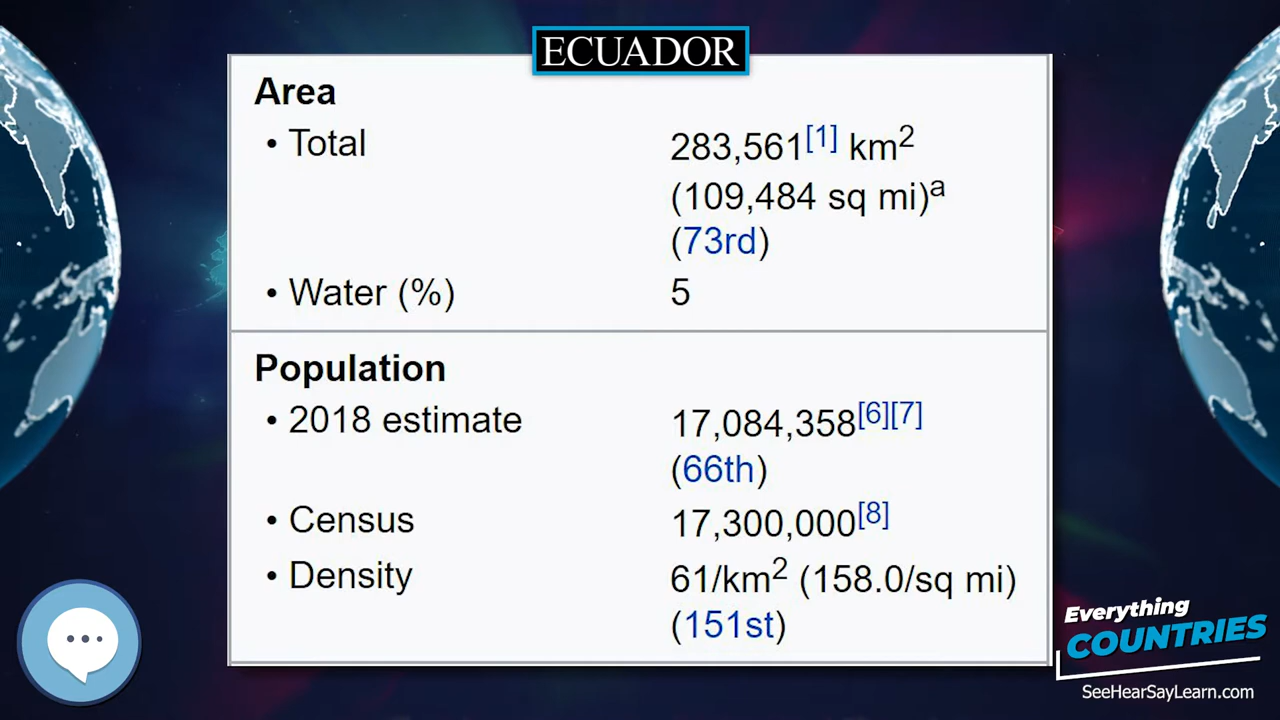 ECUADOR
Area
• Total 283,561[1] km²
(109,484 sq mi)ª
(73rd)
• Water (%) 5
Population
• 2018 estimate 17,084,358[6][7]
(66th)
• Census 17,300,000[8]
• Density 61/km² (158.0/sq mi)
(151st)
Everything
COUNTRIES
SeeHearSayLearn.com